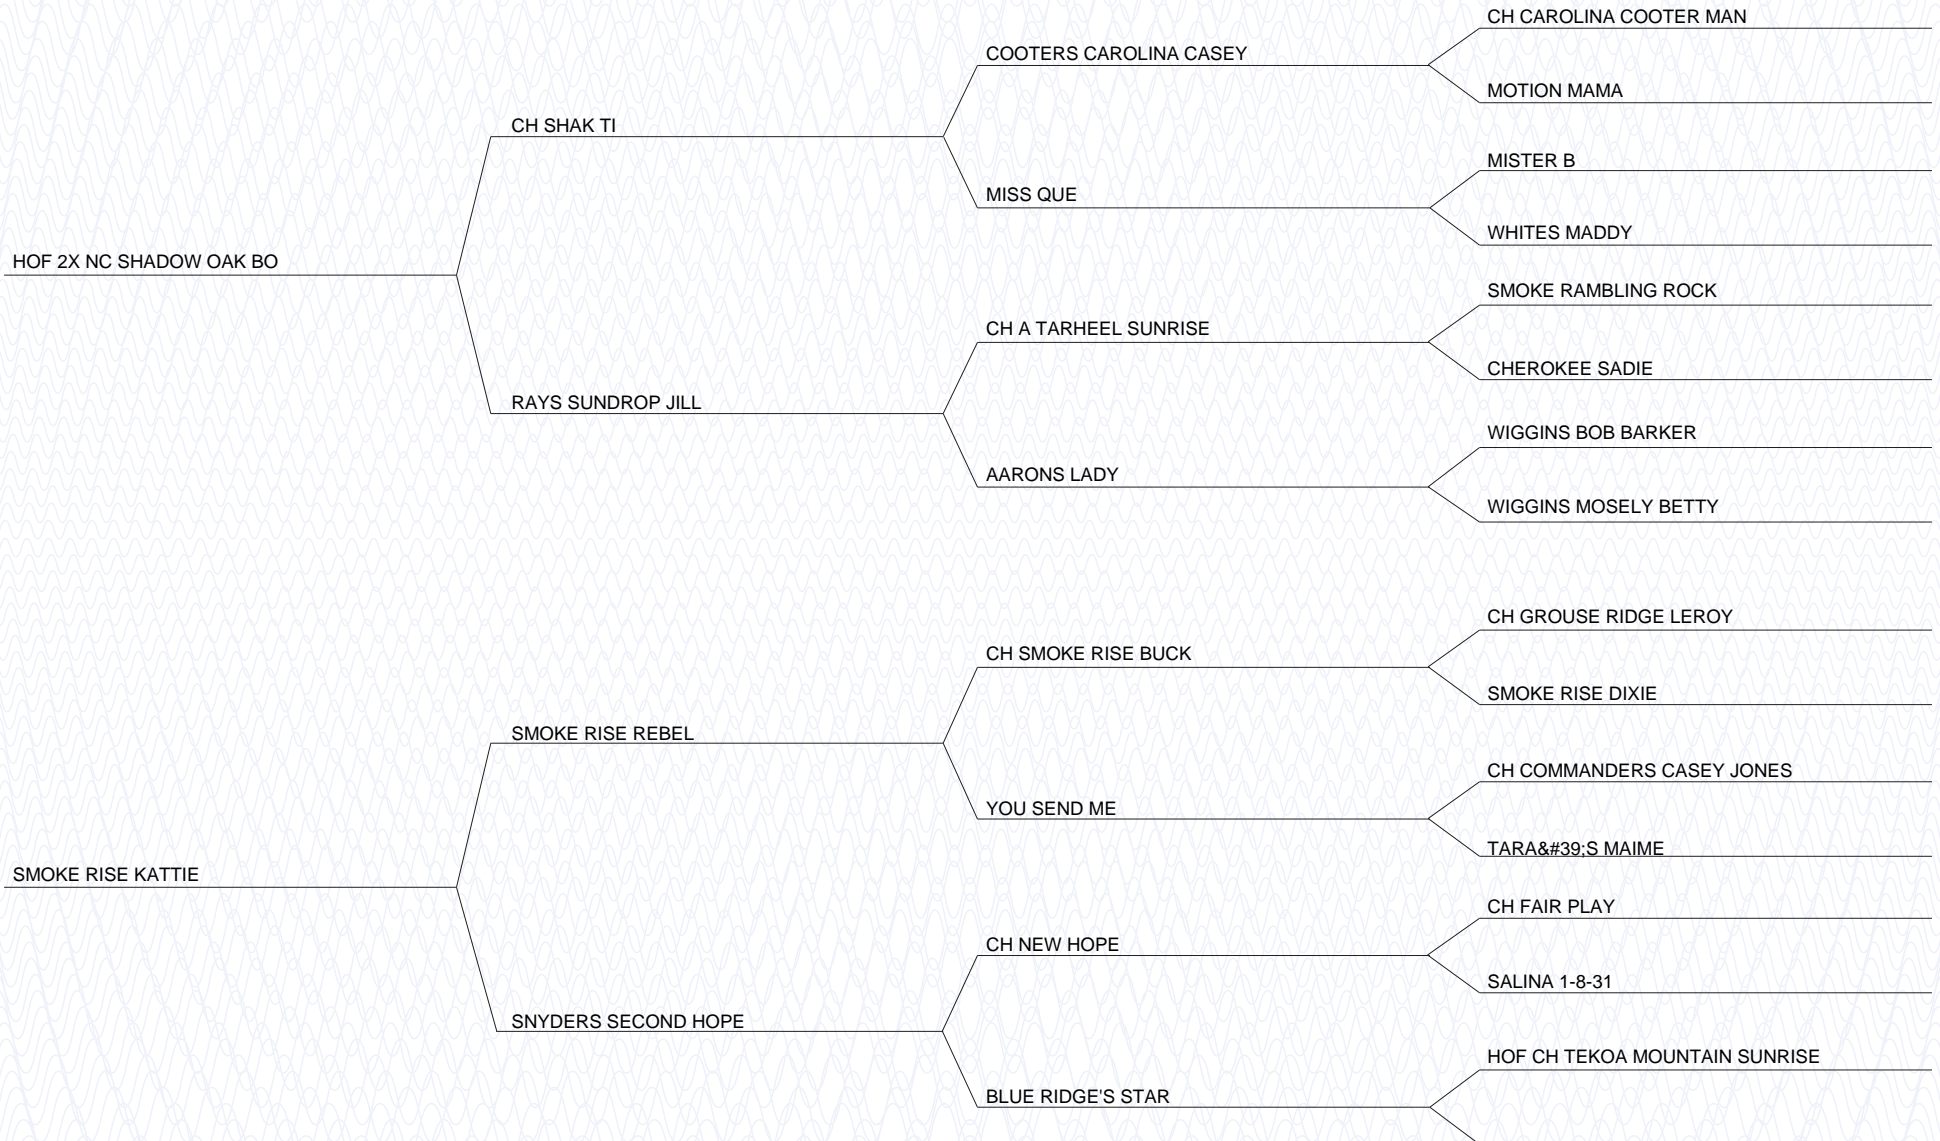 CH CAROLINA COOTER MAN
COOTERS CAROLINA CASEY
MOTION MAMA
CH SHAK TI
MISTER B
MISS QUE
WHITES MADDY
HOF 2X NC SHADOW OAK BO
SMOKE RAMBLING ROCK
CH A TARHEEL SUNRISE
CHEROKEE SADIE
RAYS SUNDROP JILL
WIGGINS BOB BARKER
AARONS LADY
WIGGINS MOSELY BETTY
CH GROUSE RIDGE LEROY
CH SMOKE RISE BUCK
SMOKE RISE DIXIE
SMOKE RISE REBEL
CH COMMANDERS CASEY JONES
YOU SEND ME
TARA&#39;S MAIME
SMOKE RISE KATTIE
CH FAIR PLAY
CH NEW HOPE
SALINA 1-8-31
SNYDERS SECOND HOPE
HOF CH TEKOA MOUNTAIN SUNRISE
BLUE RIDGE'S STAR